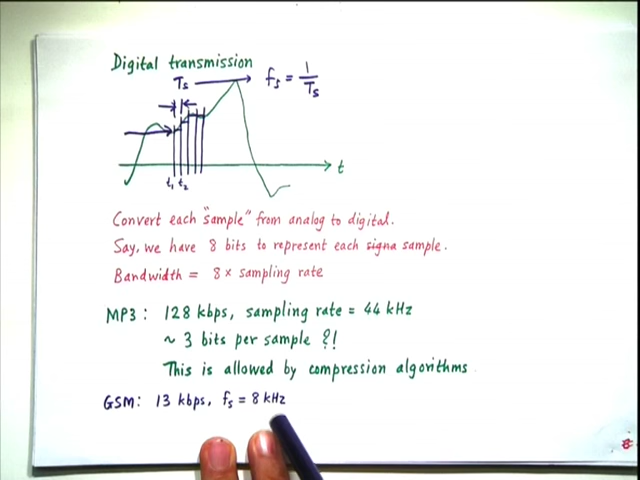 Digital transmission
Ts fs = 1/Ts
t
t1 t2
Convert each "sample" from analog to digital.
Say, we have 8 bits to represent each signa sample.
Bandwidth = 8 × sampling rate
MP3: 128 kbps, sampling rate = 44 kHz
~ 3 bits per sample ?!
This is allowed by compression algorithms
GSM: 13 kbps, fs = 8 kHz
8